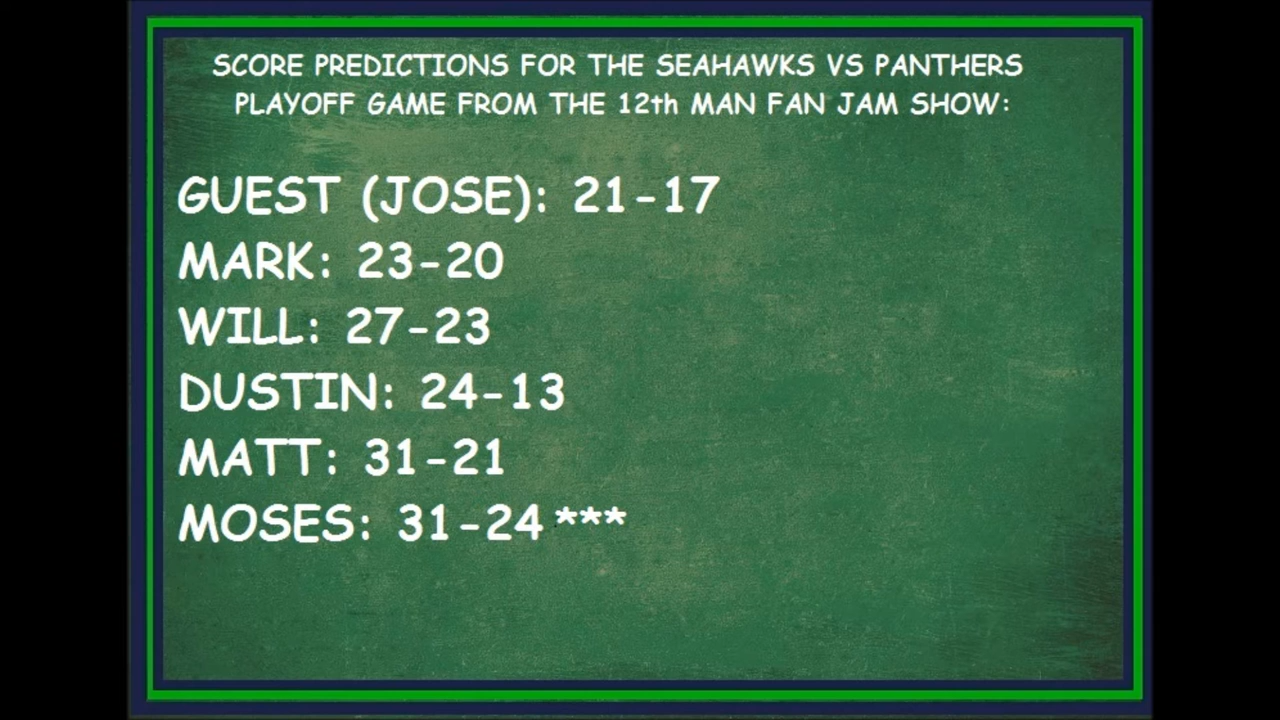 SCORE PREDICTIONS FOR THE SEAHAWKS VS PANTHERS
PLAYOFF GAME FROM THE 12th MAN FAN JAM SHOW:
GUEST (JOSE): 21-17
MARK: 23-20
WILL: 27-23
DUSTIN: 24-13
MATT: 31-21
MOSES: 31-24 ***